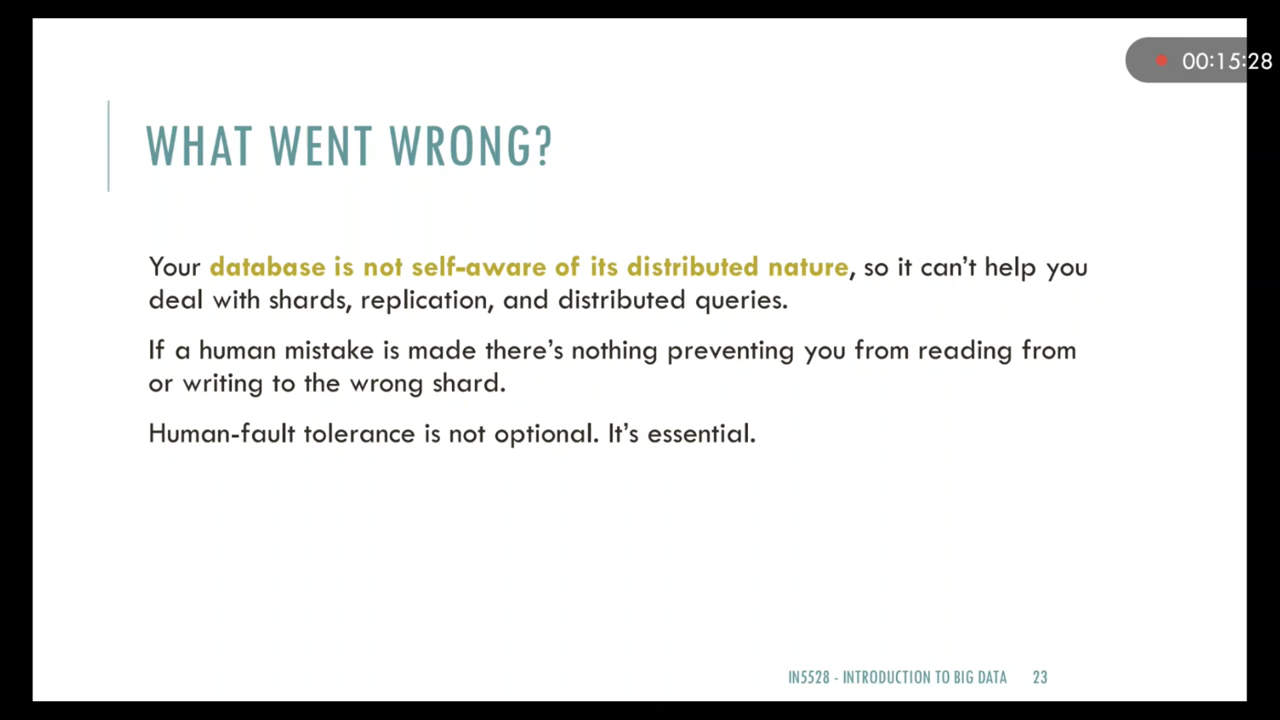 00:15:28
WHAT WENT WRONG?
Your database is not self-aware of its distributed nature, so it can't help you
deal with shards, replication, and distributed queries.
If a human mistake is made there's nothing preventing you from reading from
or writing to the wrong shard.
Human-fault tolerance is not optional. It's essential.
IN5528 - INTRODUCTION TO BIG DATA 23